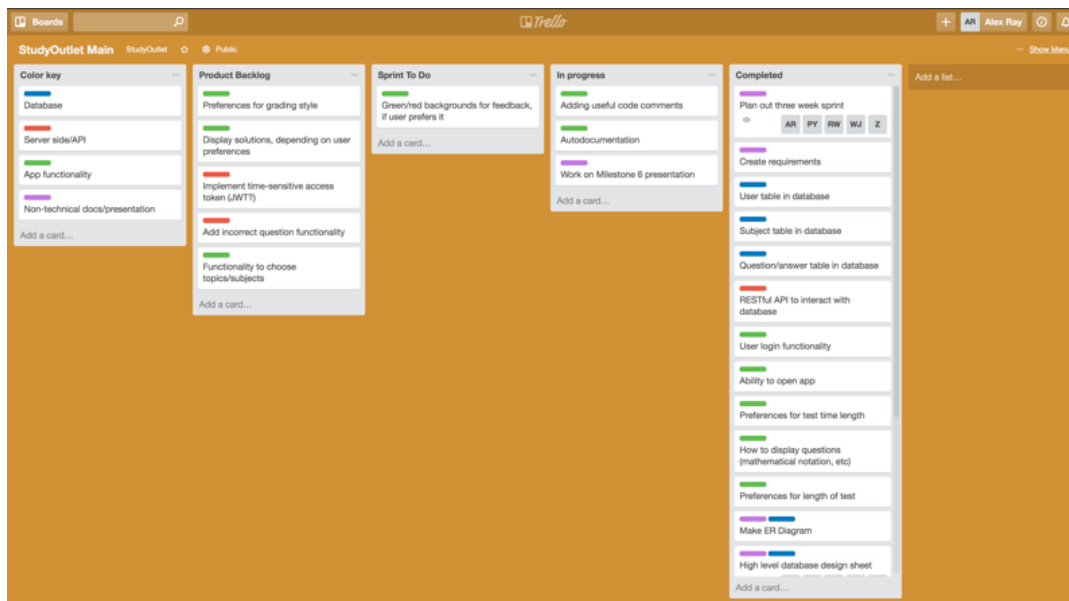 Boards
Trello
AR Alex Ray
StudyOutlet Main StudyOutlet Public
Show Menu
Color key
Database
Server side/API
App functionality
Non-technical docs/presentation
Add a card...
Product Backlog
Preferences for grading style
Display solutions, depending on user
preferences
Implement time-sensitive access
token (JWT?)
Add incorrect question functionality
Functionality to choose
topics/subjects
Add a card...
Sprint To Do
Green/red backgrounds for feedback,
if user prefers it
Add a card...
In progress
Adding useful code comments
Autodocumentation
Work on Milestone 6 presentation
Add a card...
Completed
Plan out three week sprint
AR PY RW WJ Z
Create requirements
User table in database
Subject table in database
Question/answer table in database
RESTful API to interact with
database
User login functionality
Ability to open app
Preferences for test time length
How to display questions
(mathematical notation, etc)
Preferences for length of test
Make ER Diagram
High level database design sheet
Add a card...
Add a list...